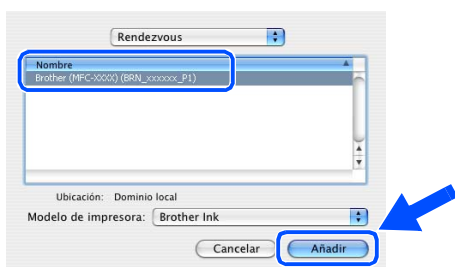 Rendezvous
Nombre
Brother (MFC-XXXX) (BRN_xxxxxx_P1)
Ubicación: Dominio local
Modelo de impresora: Brother Ink
Cancelar Añadir